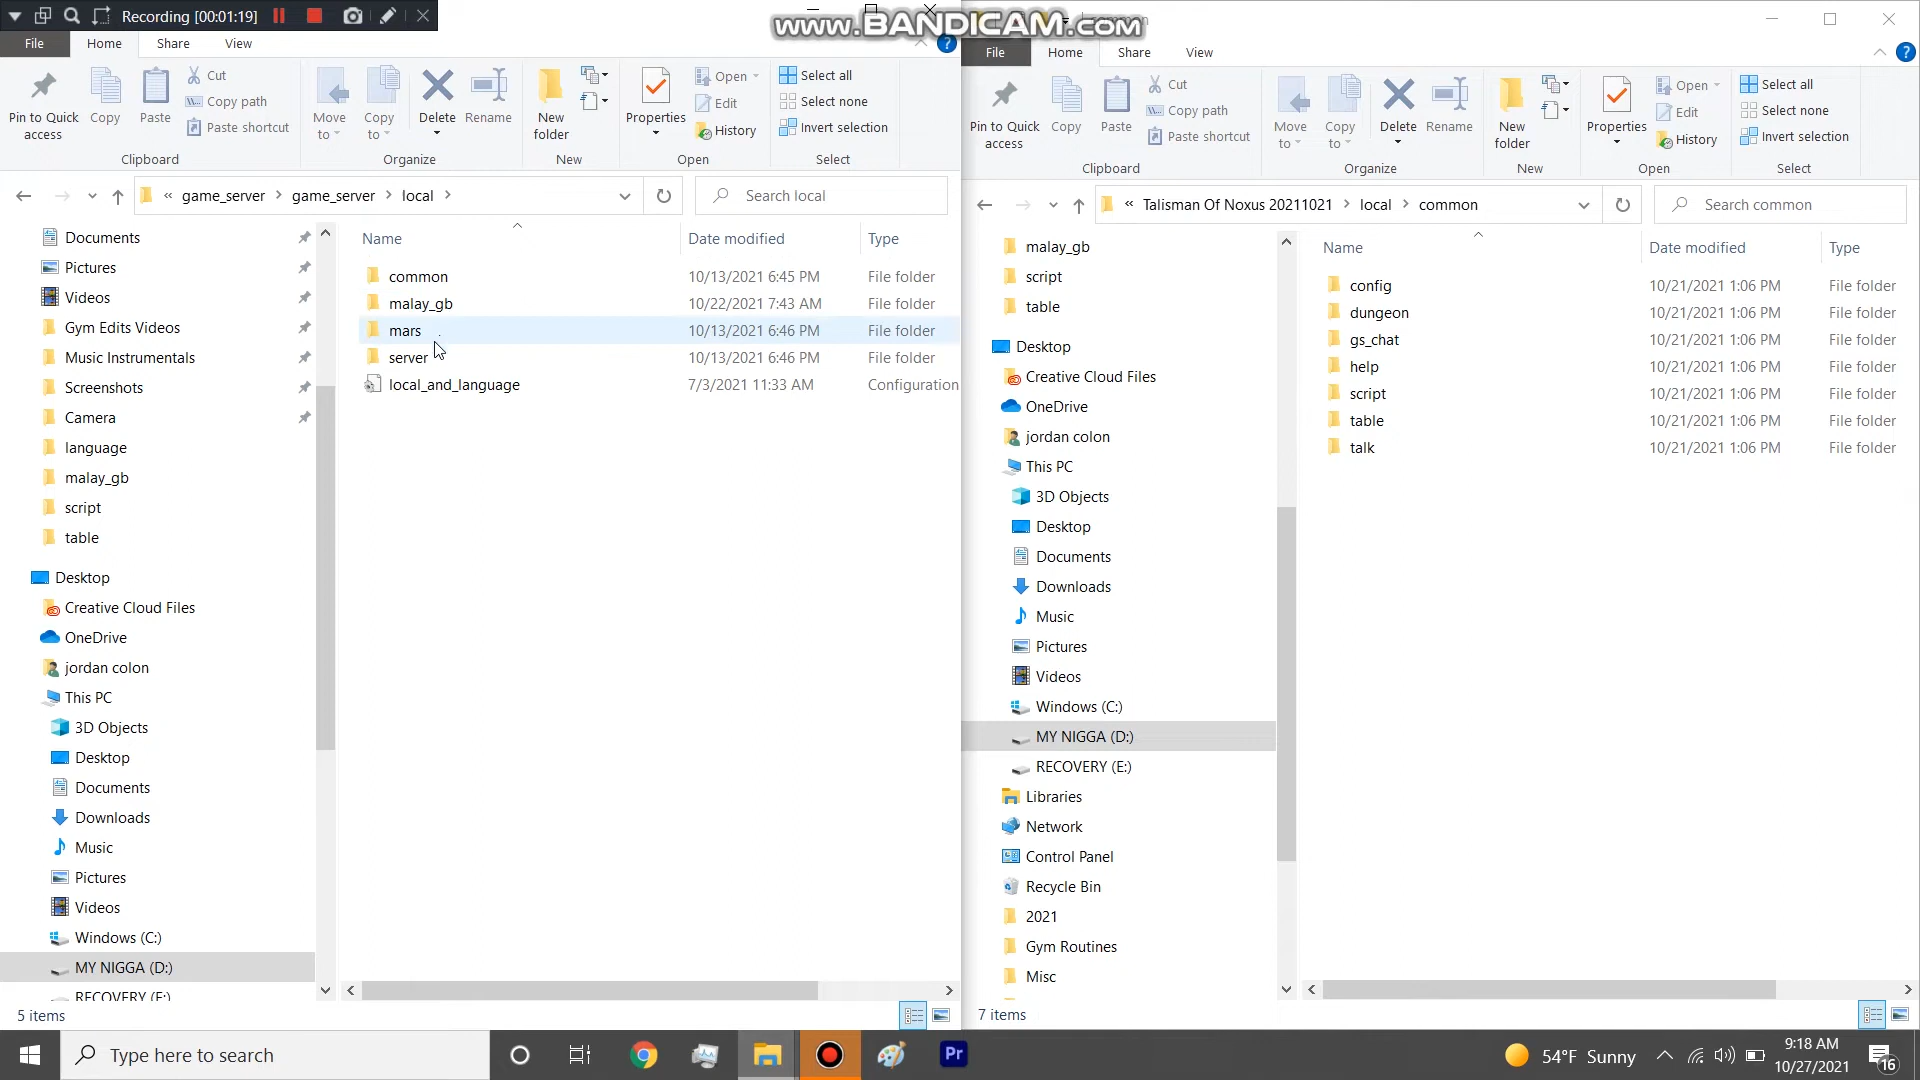 Recording [00:01:19]
www.BANDICAM.com
File Home Share View
Pin to Quick access
Copy
Paste
Cut
Copy path
Paste shortcut
Clipboard
Move to
Copy to
Delete
Rename
Organize
New folder
New
Properties
Open
Edit
History
Open
Select all
Select none
Invert selection
Select
« game_server > game_server > local >
Search local
Documents
Pictures
Videos
Gym Edits Videos
Music Instrumentals
Screenshots
Camera
language
malay_gb
script
table
Desktop
Creative Cloud Files
OneDrive
jordan colon
This PC
3D Objects
Desktop
Documents
Downloads
Music
Pictures
Videos
Windows (C:)
MY NIGGA (D:)
RECOVERY (E:)
Name Date modified Type
common 10/13/2021 6:45 PM File folder
malay_gb 10/22/2021 7:43 AM File folder
mars 10/13/2021 6:46 PM File folder
server 10/13/2021 6:46 PM File folder
local_and_language 7/3/2021 11:33 AM Configuration
5 items
File Home Share View
Pin to Quick access
Copy
Paste
Cut
Copy path
Paste shortcut
Clipboard
Move to
Copy to
Delete
Rename
Organize
New folder
New
Properties
Open
Edit
History
Open
Select all
Select none
Invert selection
Select
« Talisman Of Noxus 20211021 > local > common
Search common
malay_gb
script
table
Desktop
Creative Cloud Files
OneDrive
jordan colon
This PC
3D Objects
Desktop
Documents
Downloads
Music
Pictures
Videos
Windows (C:)
MY NIGGA (D:)
RECOVERY (E:)
Libraries
Network
Control Panel
Recycle Bin
2021
Gym Routines
Misc
Name Date modified Type
config 10/21/2021 1:06 PM File folder
dungeon 10/21/2021 1:06 PM File folder
gs_chat 10/21/2021 1:06 PM File folder
help 10/21/2021 1:06 PM File folder
script 10/21/2021 1:06 PM File folder
table 10/21/2021 1:06 PM File folder
talk 10/21/2021 1:06 PM File folder
7 items
Type here to search
Pr
54°F Sunny
9:18 AM
10/27/2021
16